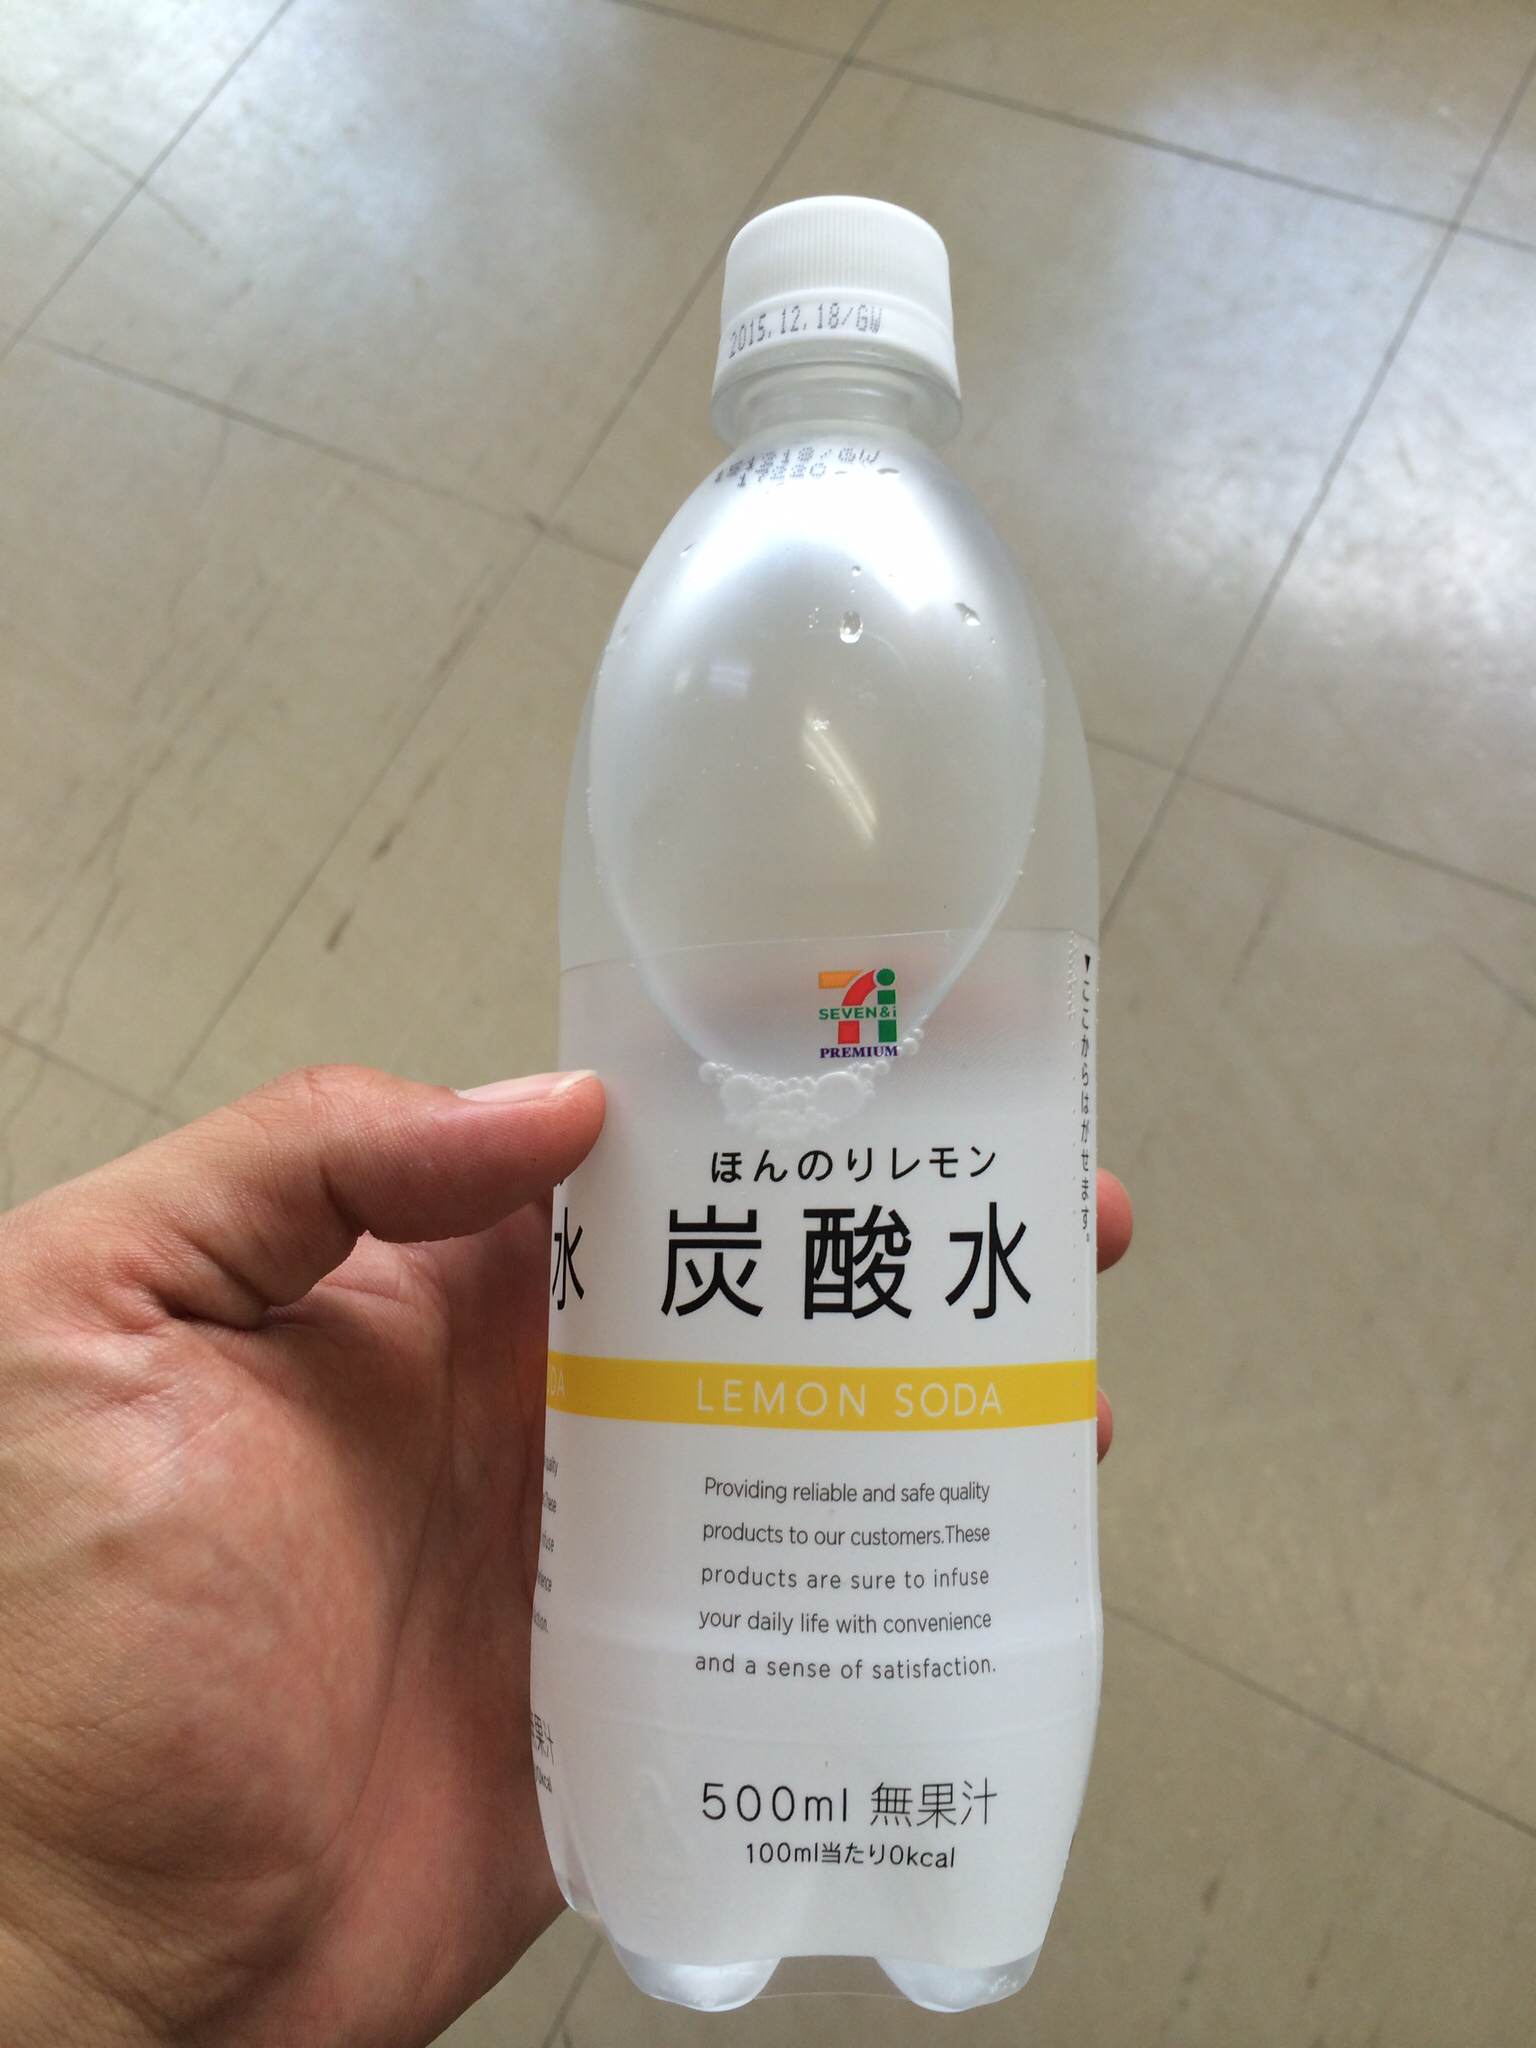 2015.12.18/GW
151218/GW
SEVEN&i
PREMIUM
▼ここからはがせます。
ほんのりレモン
炭酸水
水
LEMON SODA
Providing reliable and safe quality
products to our customers.These
products are sure to infuse
your daily life with convenience
and a sense of satisfaction.
500ml 無果汁
100ml当たり0kcal